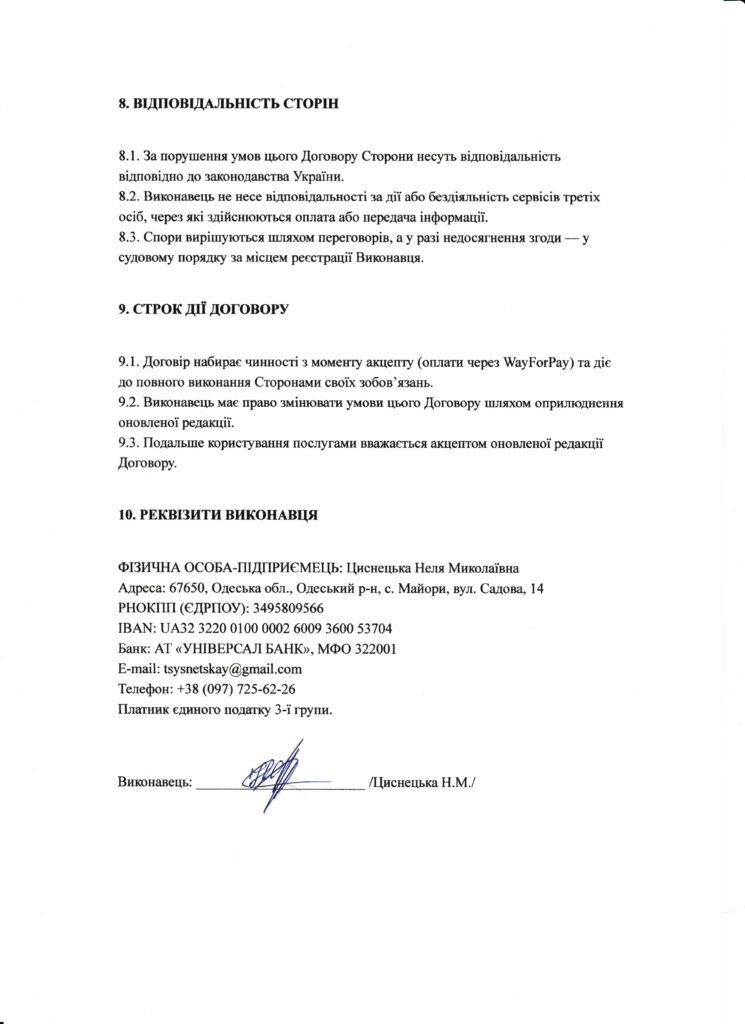 8. ВІДПОВІДАЛЬНІСТЬ СТОРІН
8.1. За порушення умов цього Договору Сторони несуть відповідальність
відповідно до законодавства України.
8.2. Виконавець не несе відповідальності за дії або бездіяльність сервісів третіх
осіб, через які здійснюються оплата або передача інформації.
8.3. Спори вирішуються шляхом переговорів, а у разі недосягнення згоди — у
судовому порядку за місцем реєстрації Виконавця.
9. СТРОК ДІЇ ДОГОВОРУ
9.1. Договір набирає чинності з моменту акцепту (оплати через WayForPay) та діє
до повного виконання Сторонами своїх зобов’язань.
9.2. Виконавець має право змінювати умови цього Договору шляхом оприлюднення
оновленої редакції.
9.3. Подальше користування послугами вважається акцептом оновленої редакції
Договору.
10. РЕКВІЗИТИ ВИКОНАВЦЯ
ФІЗИЧНА ОСОБА-ПІДПРИЄМЕЦЬ: Циснецька Неля Миколаївна
Адреса: 67650, Одеська обл., Одеський р-н, с. Майори, вул. Садова, 14
РНОКПП (ЄДРПОУ): 3495809566
IBAN: UA32 3220 0100 0002 6009 3600 53704
Банк: АТ «УНІВЕРСАЛ БАНК», МФО 322001
E-mail: tsysnetskay@gmail.com
Телефон: +38 (097) 725-62-26
Платник єдиного податку 3-ї групи.
Виконавець: _________________________ /Циснецька Н.М./